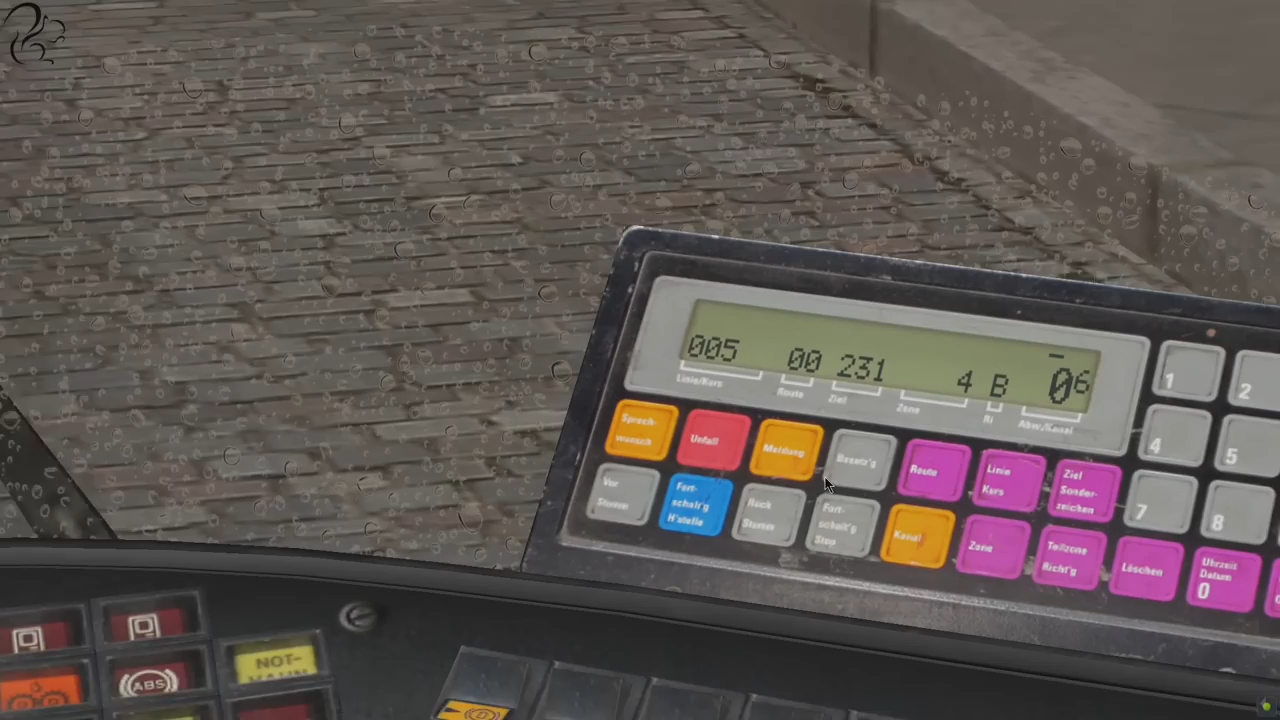 005 00 231 4 B 06
Linie/Kurs Route Ziel Zone Ri Abw./Kanal
1 2
Sprech-
wunsch
Unfall
Meldung
Route
Linie
Kurs
Ziel
Sonder-
zeichen
4 5
Vor
Stumm
Fort-
schalt'g
H'stelle
Rück
Stumm
Fort-
schalt'g
Stop
Kanal
Zone
Teilzone
Richt'g
Löschen
Uhrzeit
Datum
0
7 8
NOT-
ABS